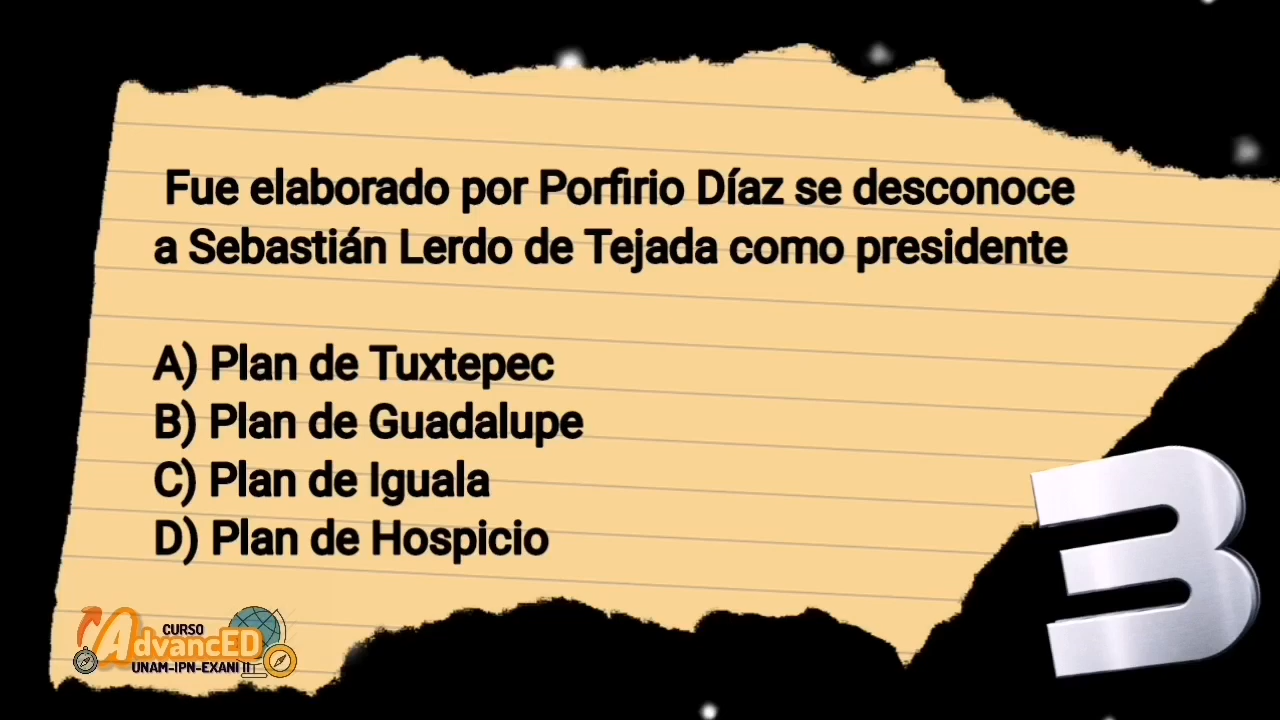 Fue elaborado por Porfirio Díaz se desconoce
a Sebastián Lerdo de Tejada como presidente
A) Plan de Tuxtepec
B) Plan de Guadalupe
C) Plan de Iguala
D) Plan de Hospicio
3
CURSO
AdvancED
UNAM-IPN-EXANI II